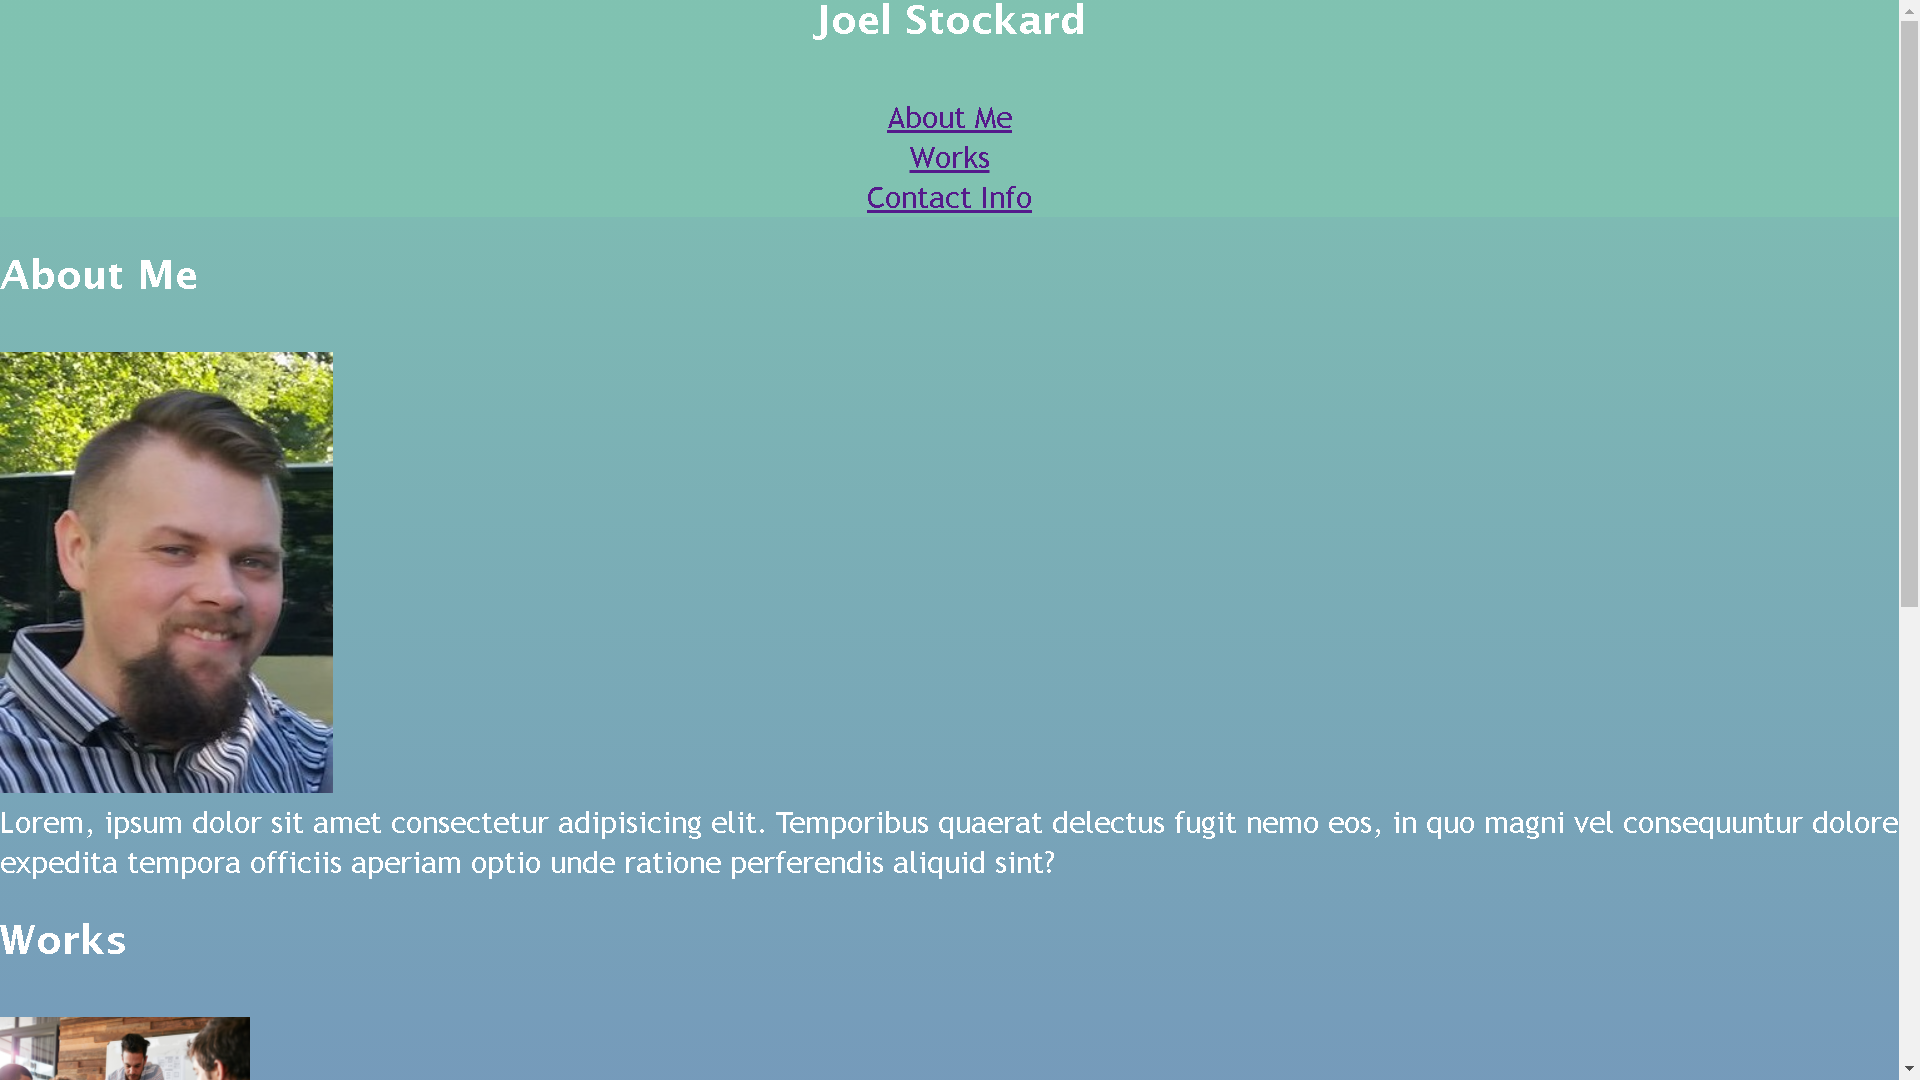 Joel Stockard
About Me
Works
Contact Info
About Me
Lorem, ipsum dolor sit amet consectetur adipisicing elit. Temporibus quaerat delectus fugit nemo eos, in quo magni vel consequuntur dolore
expedita tempora officiis aperiam optio unde ratione perferendis aliquid sint?
Works